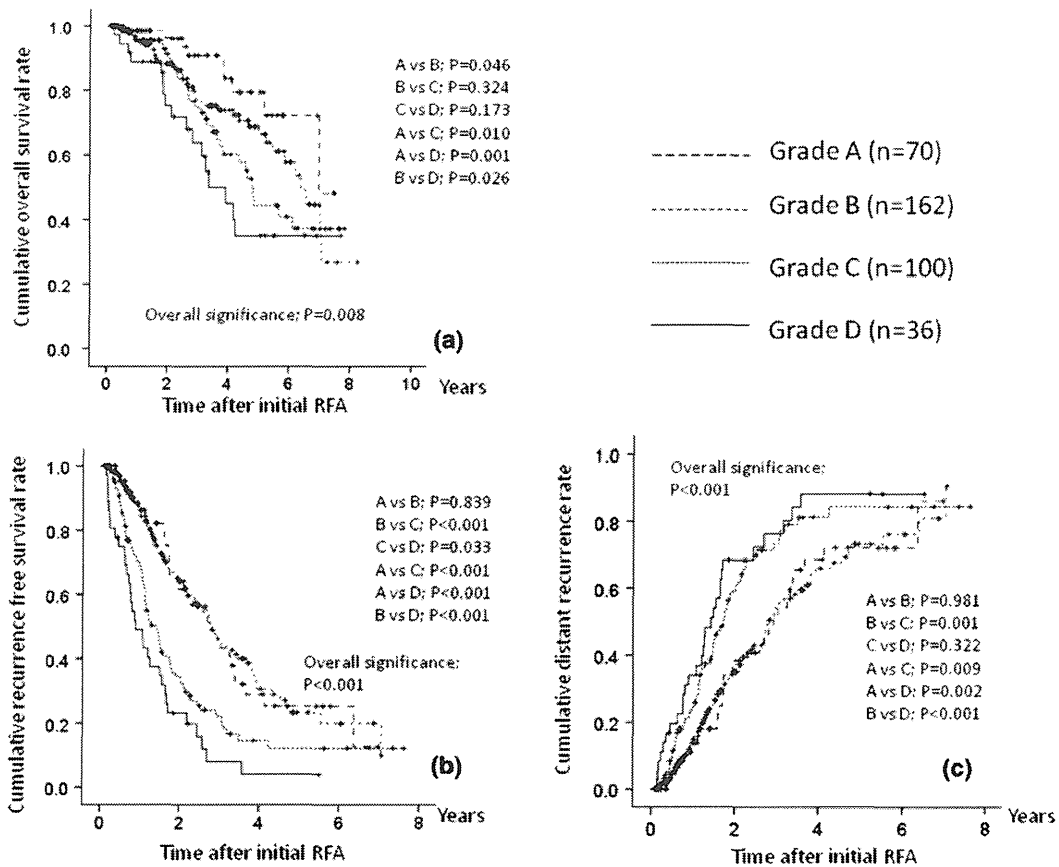 Cumulative overall survival rate
1.0
0.8
0.6
0.4
0.2
0.0
A vs B; P=0.046
B vs C; P=0.324
C vs D; P=0.173
A vs C; P=0.010
A vs D; P=0.001
B vs D; P=0.026
Overall significance; P=0.008
(a)
0 2 4 6 8 10 Years
Time after initial RFA
Grade A (n=70)
Grade B (n=162)
Grade C (n=100)
Grade D (n=36)
Cumulative recurrence free survival rate
1.0
0.8
0.6
0.4
0.2
0.0
A vs B; P=0.839
B vs C; P<0.001
C vs D; P=0.033
A vs C; P<0.001
A vs D; P<0.001
B vs D; P<0.001
Overall significance;
P<0.001
(b)
0 2 4 6 8 Years
Time after initial RFA
Cumulative distant recurrence rate
1.0
0.8
0.6
0.4
0.2
0.0
Overall significance;
P<0.001
A vs B; P=0.981
B vs C; P=0.001
C vs D; P=0.322
A vs C; P=0.009
A vs D; P=0.002
B vs D; P<0.001
(c)
0 2 4 6 8 Years
Time after initial RFA